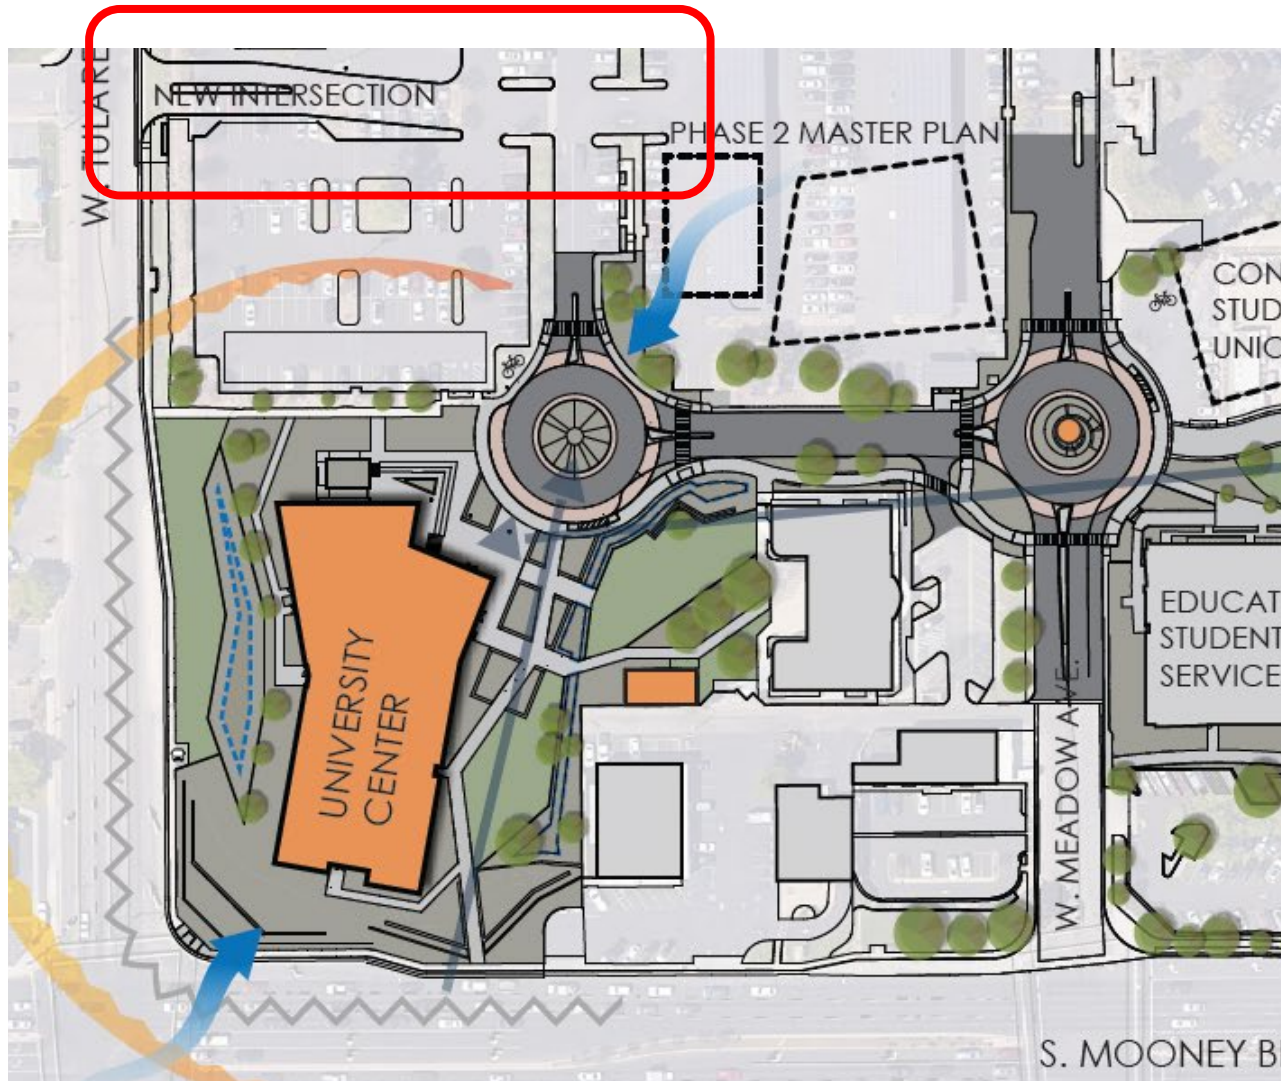 W. TULARE
NEW INTERSECTION
PHASE 2 MASTER PLAN
CON
STUD
UNIO
UNIVERSITY
CENTER
EDUCAT
STUDENT
SERVICE
W. MEADOW AVE.
S. MOONEY B